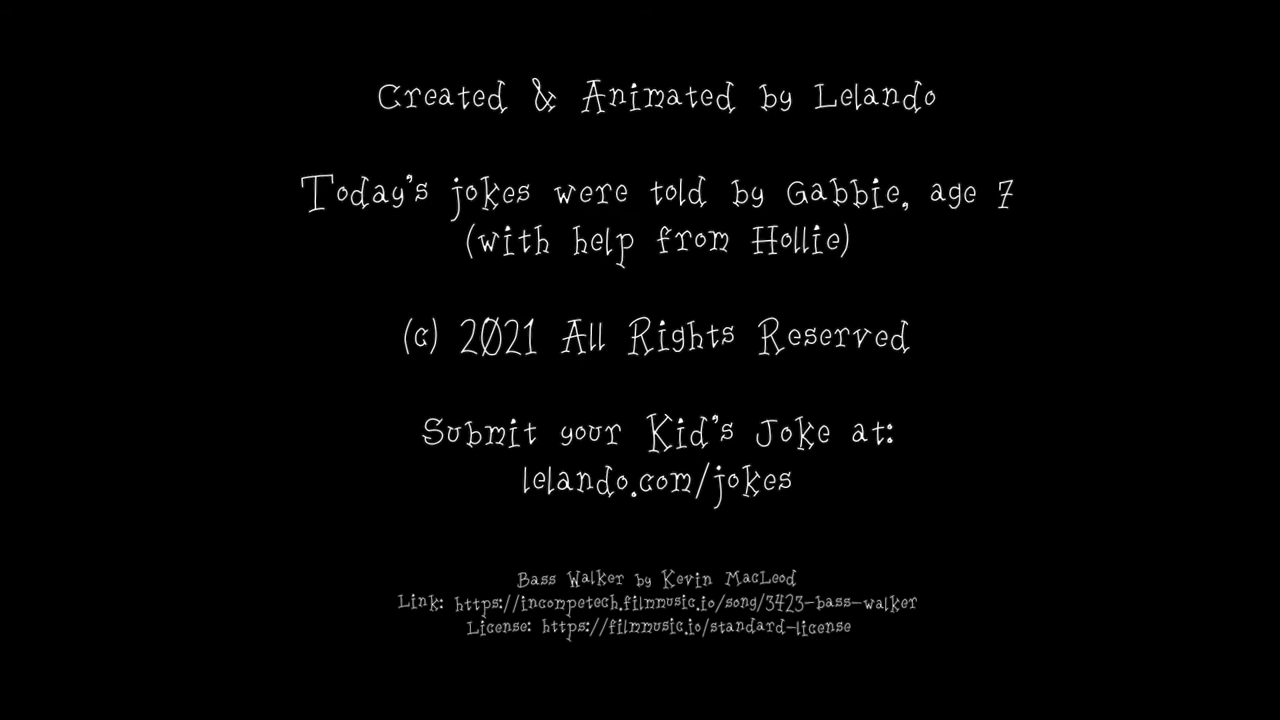 Created & Animated by Lelando
Today's jokes were told by Gabbie, age 7
(with help from Hollie)
(c) 2021 All Rights Reserved
Submit your Kid's Joke at:
lelando.com/jokes
Bass Walker by Kevin MacLeod
Link: https://incompetech.filmmusic.io/song/3423-bass-walker
License: https://filmmusic.io/standard-license